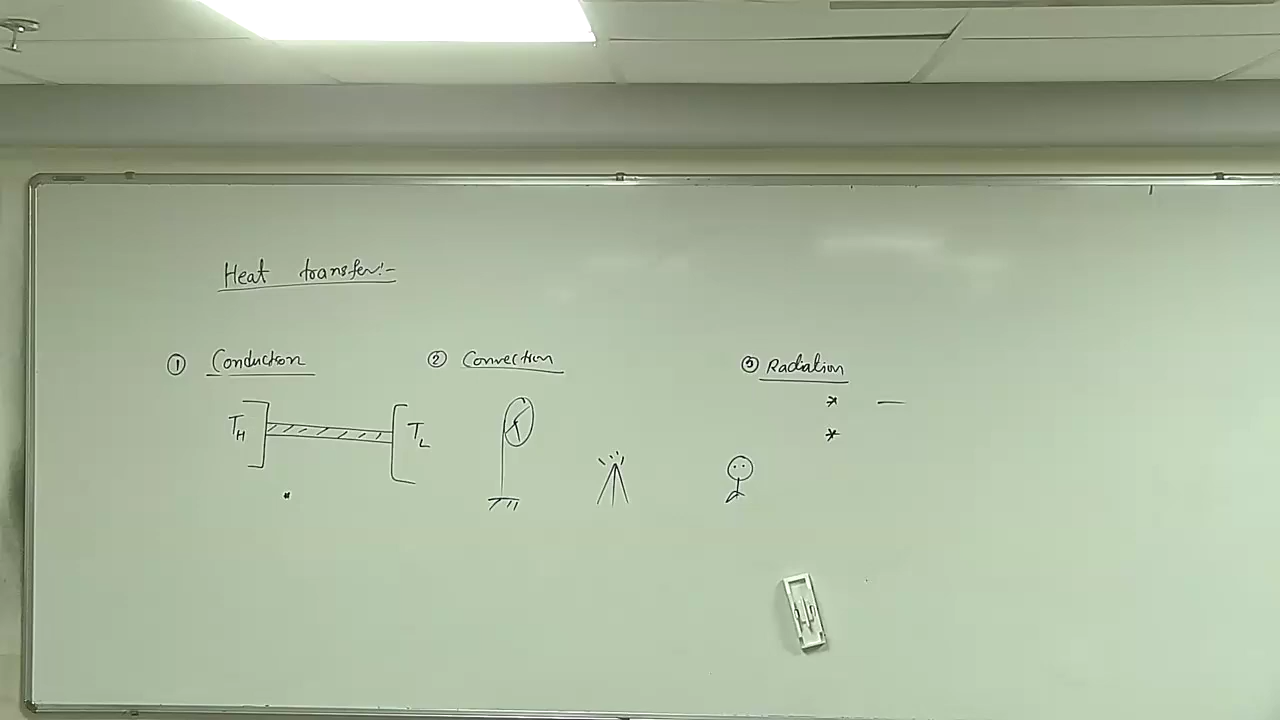 Heat transfer:-
① Conduction ② Convection ③ Radiation
T_H T_L